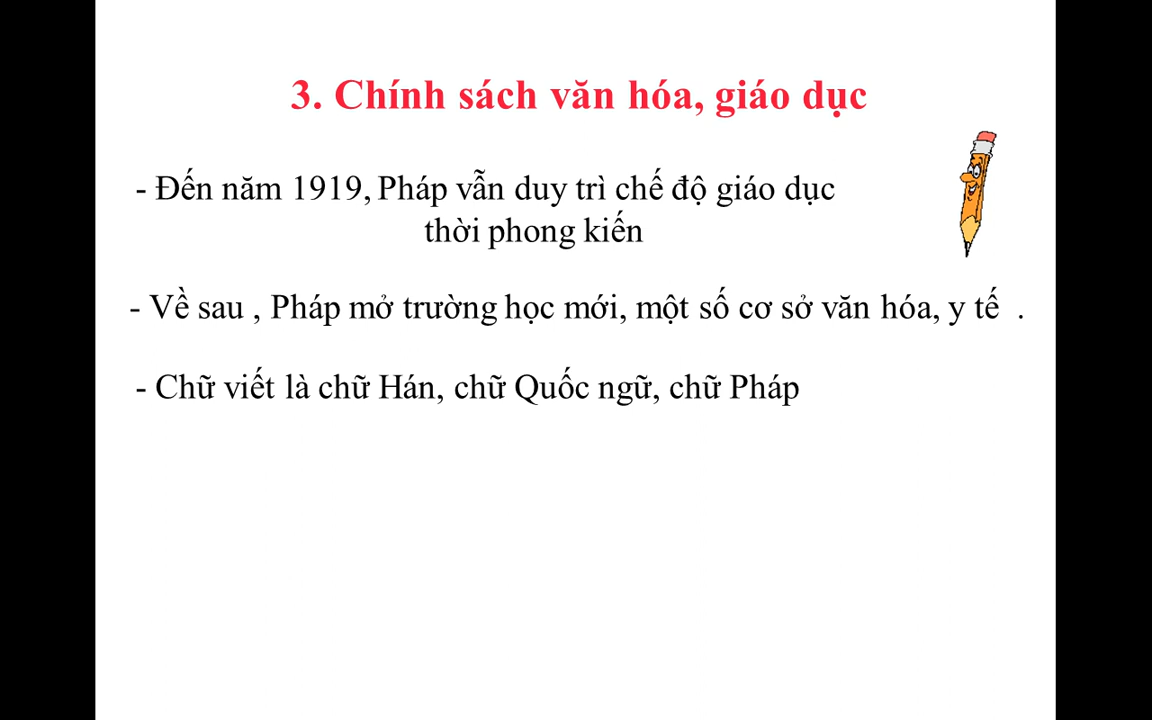 3. Chính sách văn hóa, giáo dục
- Đến năm 1919, Pháp vẫn duy trì chế độ giáo dục
thời phong kiến
- Về sau , Pháp mở trường học mới, một số cơ sở văn hóa, y tế .
- Chữ viết là chữ Hán, chữ Quốc ngữ, chữ Pháp